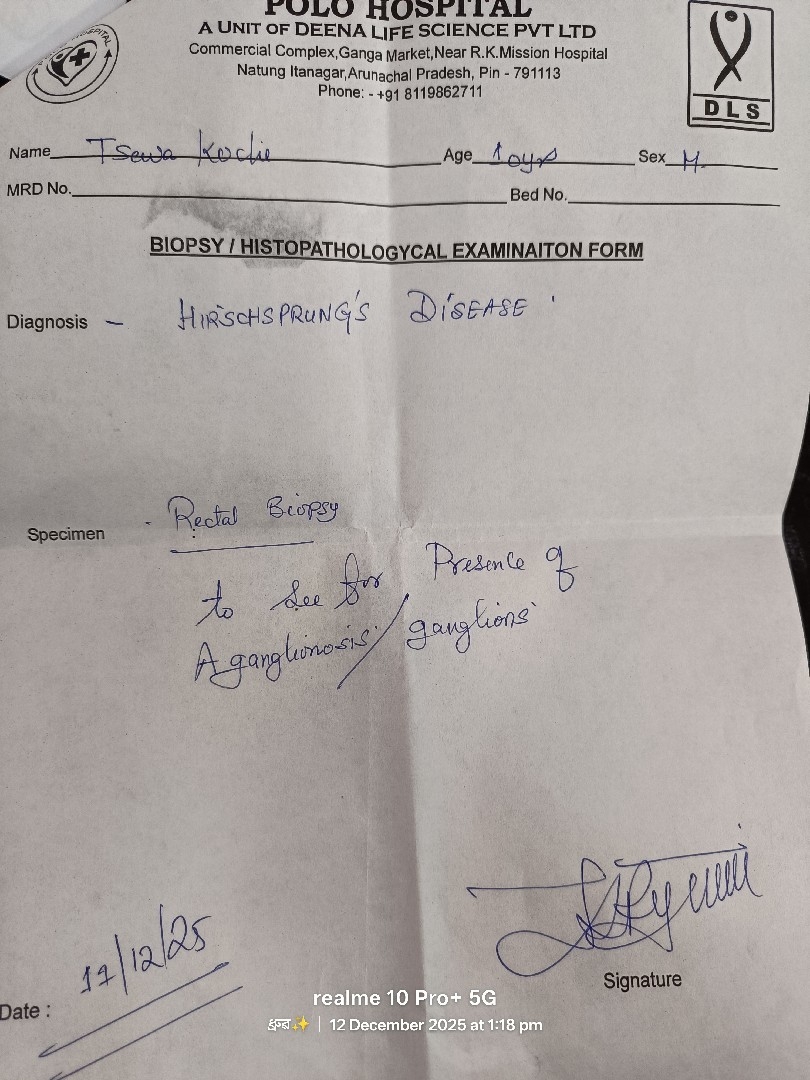 POLO HOSPITAL
A UNIT OF DEENA LIFE SCIENCE PVT LTD
Commercial Complex,Ganga Market,Near R.K.Mission Hospital
Natung Itanagar,Arunachal Pradesh, Pin - 791113
Phone: - +91 8119862711
DLS
Name Tsewa Age 10yrs Sex M
MRD No. Bed No.
BIOPSY / HISTOPATHOLOGYCAL EXAMINAITON FORM
Diagnosis - HIRSCHSPRUNG'S DISEASE
Specimen - Rectal Biopsy
to see for Presence of
Aganglionosis / ganglions
Date : 11/12/25
Signature
realme 10 Pro+ 5G
ध्रुव✨ | 12 December 2025 at 1:18 pm